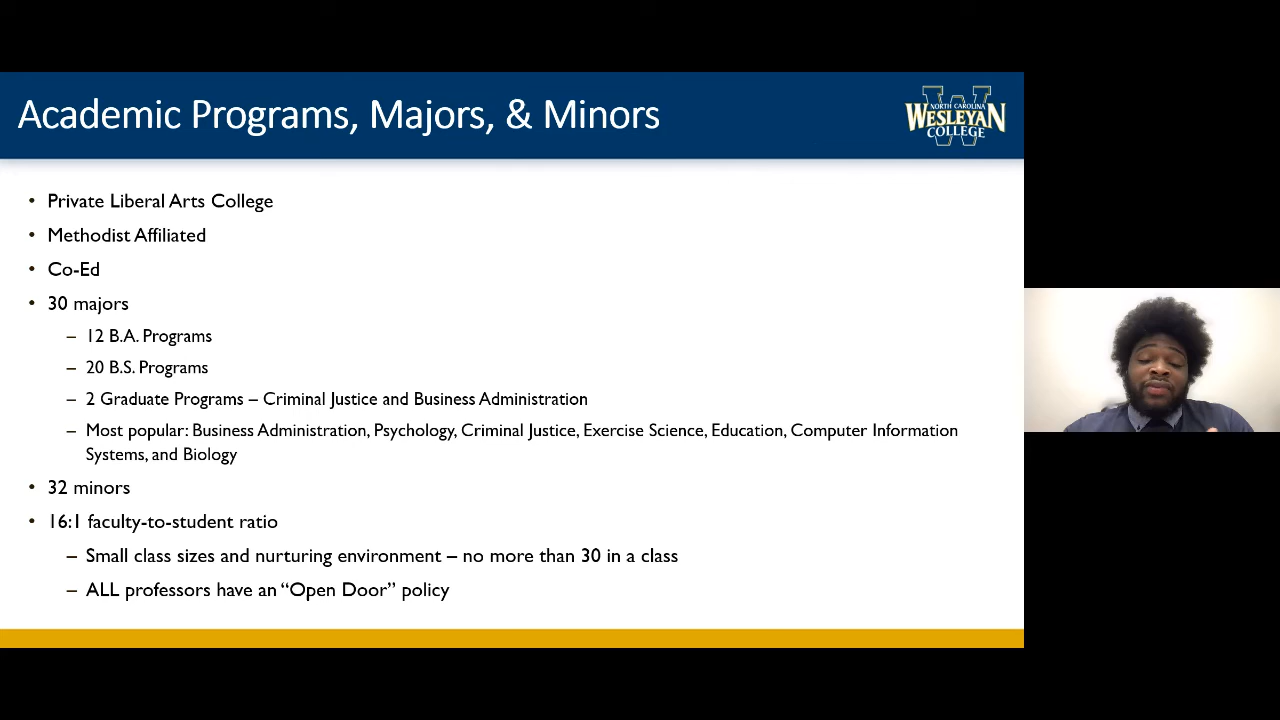 Academic Programs, Majors, & Minors
NORTH CAROLINA
WESLEYAN
COLLEGE
• Private Liberal Arts College
• Methodist Affiliated
• Co-Ed
• 30 majors
– 12 B.A. Programs
– 20 B.S. Programs
– 2 Graduate Programs – Criminal Justice and Business Administration
– Most popular: Business Administration, Psychology, Criminal Justice, Exercise Science, Education, Computer Information
Systems, and Biology
• 32 minors
• 16:1 faculty-to-student ratio
– Small class sizes and nurturing environment – no more than 30 in a class
– ALL professors have an “Open Door” policy